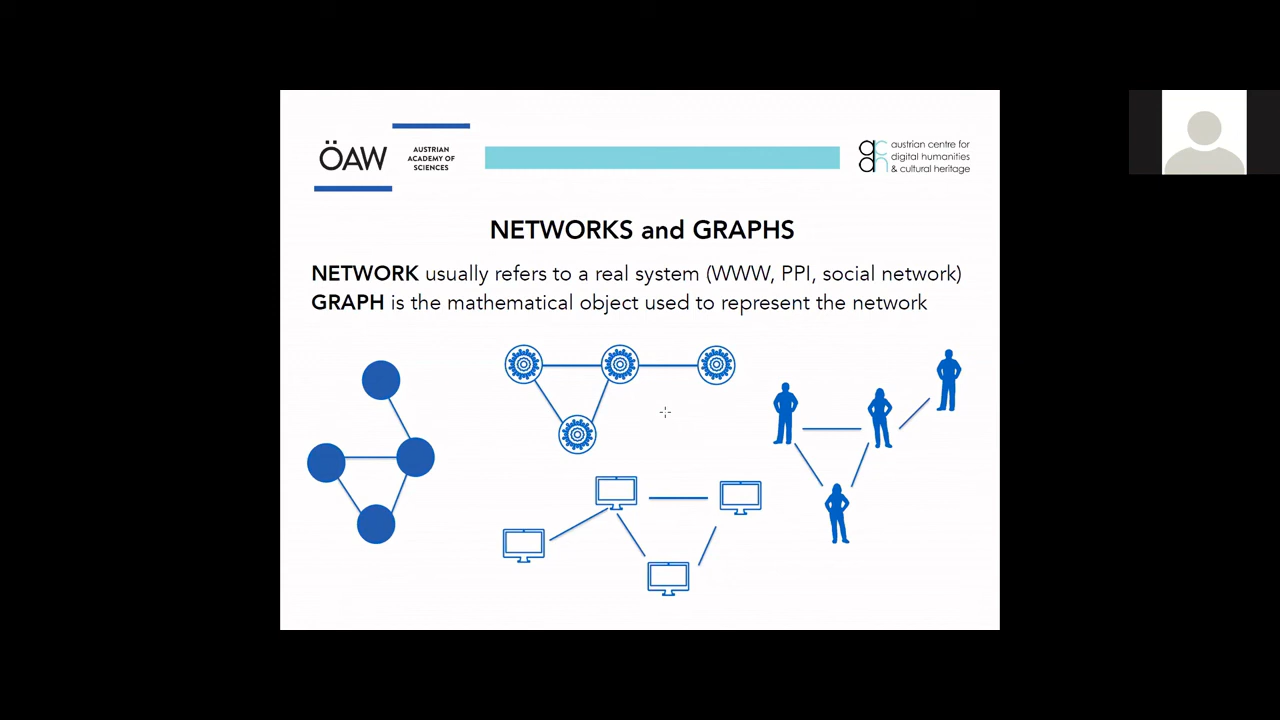 ÖAW
AUSTRIAN
ACADEMY OF
SCIENCES
acdh
austrian centre for
digital humanities
& cultural heritage
NETWORKS and GRAPHS
NETWORK usually refers to a real system (WWW, PPI, social network)
GRAPH is the mathematical object used to represent the network